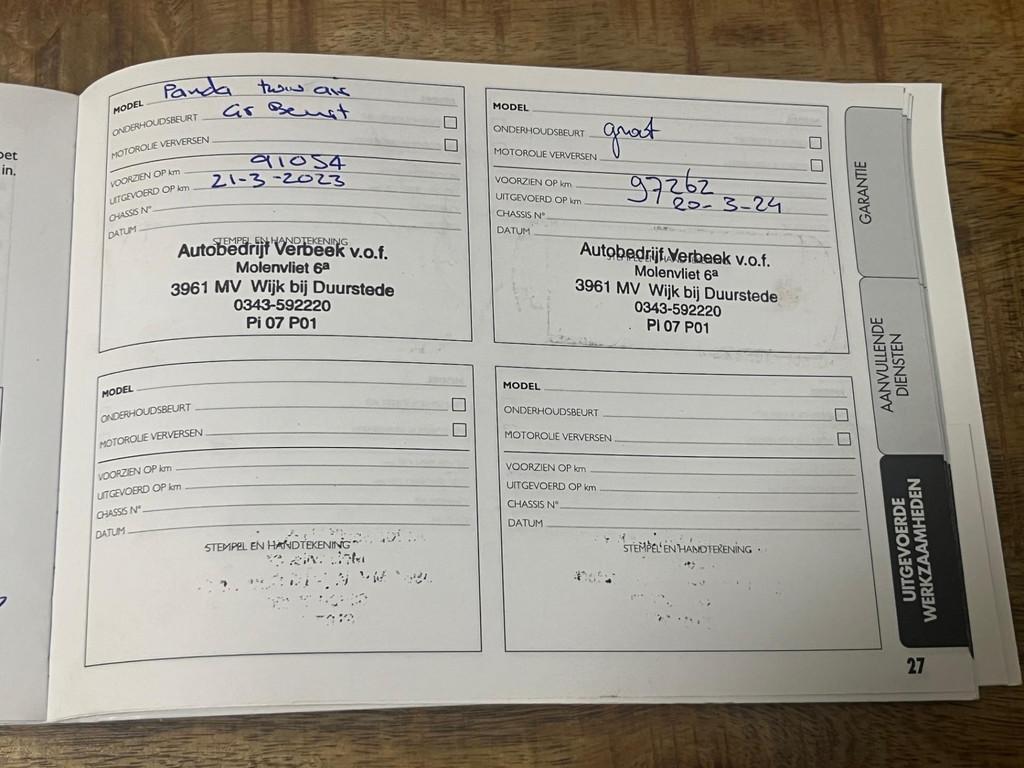 oet
in.
MODEL Panda twin air
ONDERHOUDSBEURT Gr Beurt
MOTOROLIE VERVERSEN
VOORZIEN OP km 91054
UITGEVOERD OP km 21-3-2023
CHASSIS N°
DATUM
STEMPEL EN HANDTEKENING
Autobedrijf Verbeek v.o.f.
Molenvliet 6ª
3961 MV Wijk bij Duurstede
0343-592220
Pi 07 P01
MODEL
ONDERHOUDSBEURT groot
MOTOROLIE VERVERSEN
VOORZIEN OP km 97262
UITGEVOERD OP km 20-3-24
CHASSIS N°
DATUM
Autobedrijf Verbeek v.o.f.
Molenvliet 6ª
3961 MV Wijk bij Duurstede
0343-592220
PI 07 P01
MODEL
ONDERHOUDSBEURT
MOTOROLIE VERVERSEN
VOORZIEN OP km
UITGEVOERD OP km
CHASSIS N°
DATUM
STEMPEL EN HANDTEKENING
MODEL
ONDERHOUDSBEURT
MOTOROLIE VERVERSEN
VOORZIEN OP km
UITGEVOERD OP km
CHASSIS N°
DATUM
STEMPEL EN HANDTEKENING
GARANTIE
AANVULLENDE
DIENSTEN
UITGEVOERDE
WERKZAAMHEDEN
27